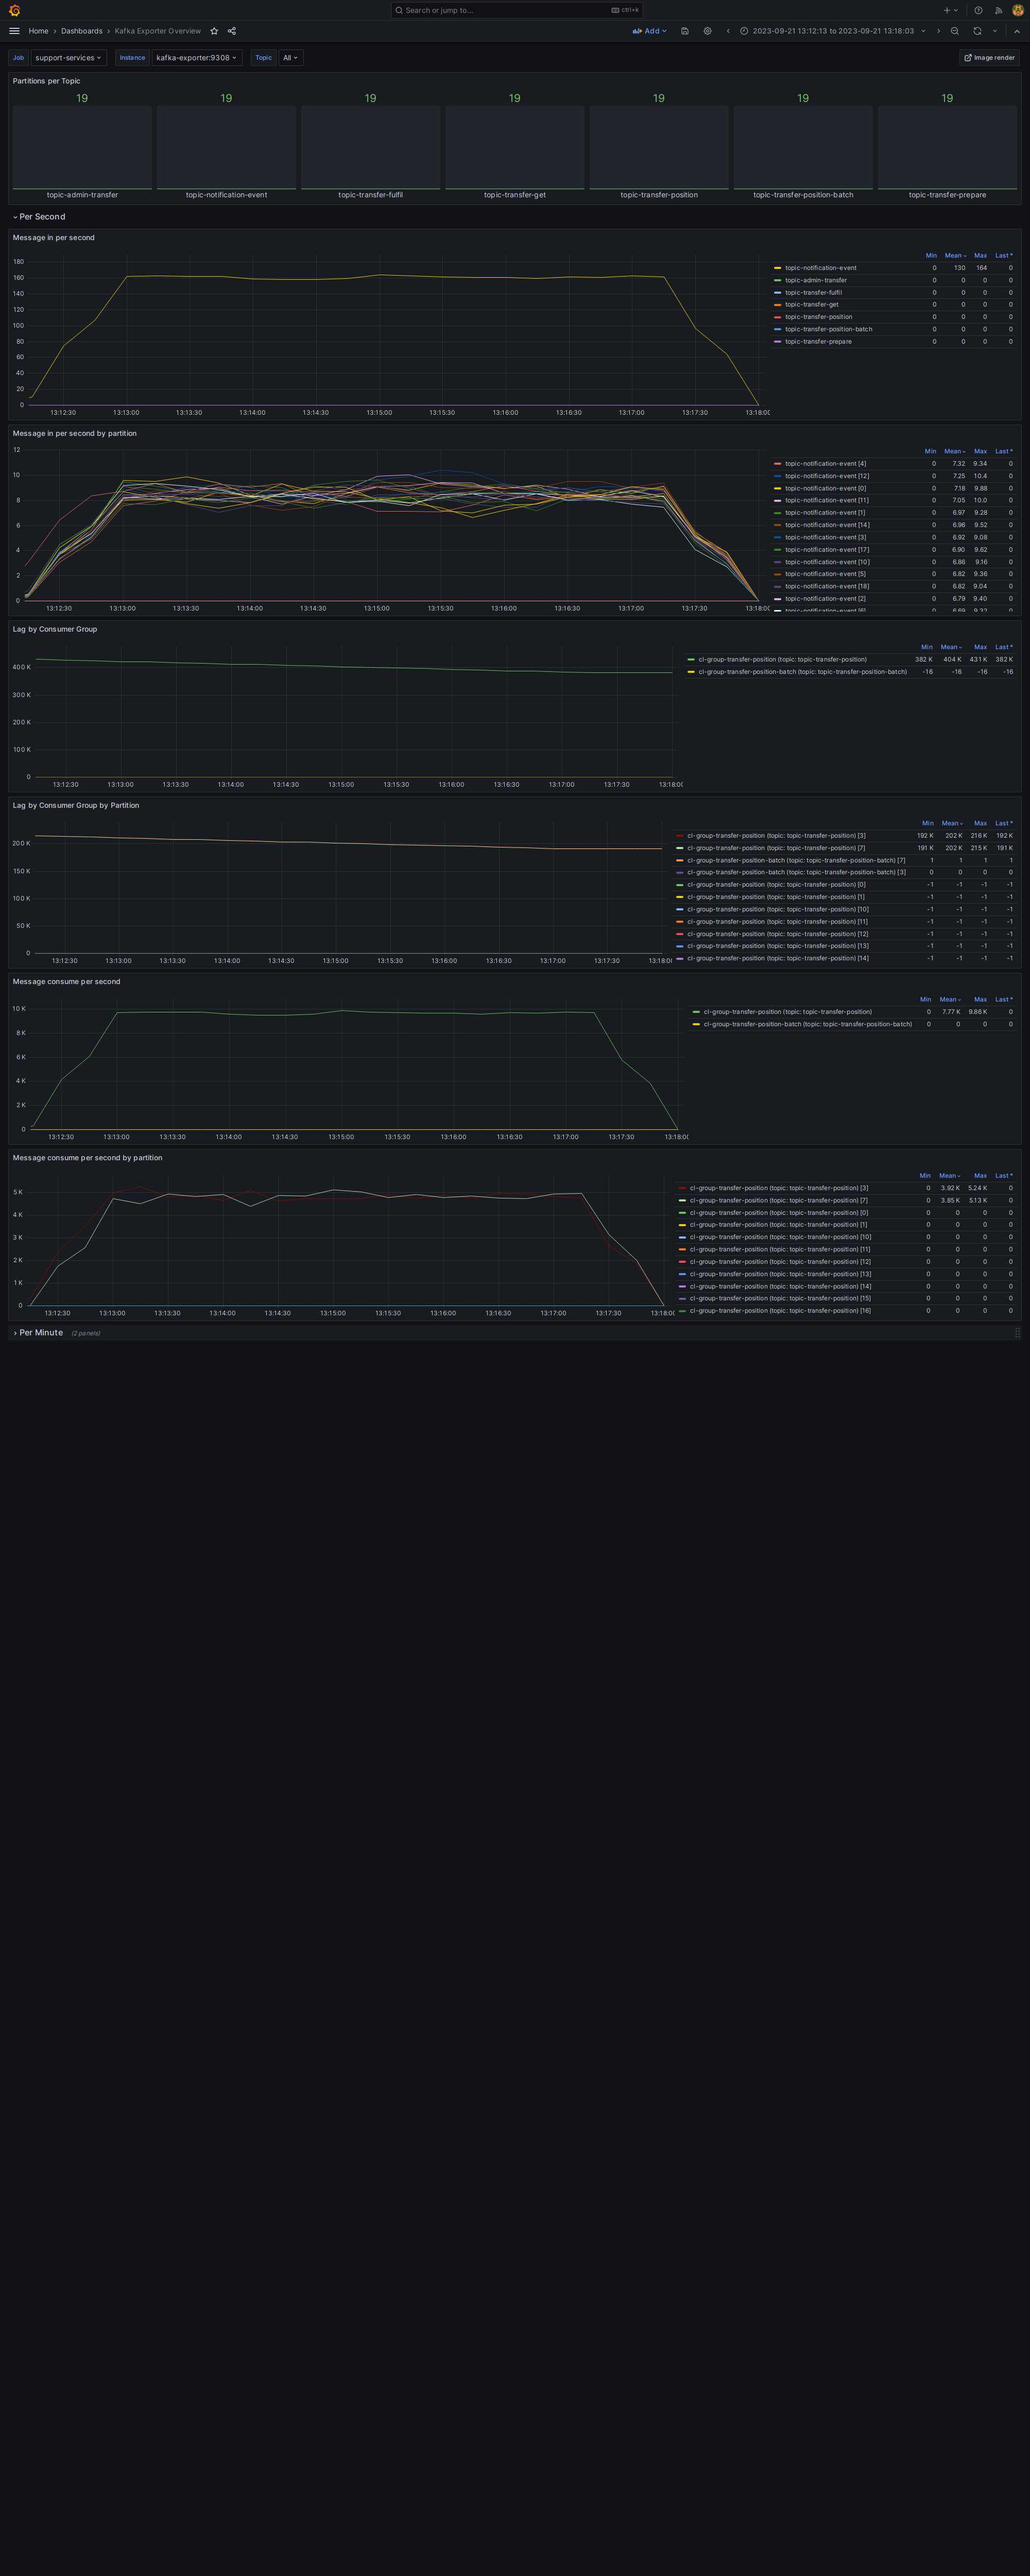 Search or jump to... ctrl+k
Home › Dashboards › Kafka Exporter Overview Add 2023-09-21 13:12:13 to 2023-09-21 13:18:03
Job support-services Instance kafka-exporter:9308 Topic All Image render
Partitions per Topic
19 19 19 19 19 19 19
topic-admin-transfer topic-notification-event topic-transfer-fulfil topic-transfer-get topic-transfer-position topic-transfer-position-batch topic-transfer-prepare
Per Second
Message in per second
180
160
140
120
100
80
60
40
20
0
13:12:30 13:13:00 13:13:30 13:14:00 13:14:30 13:15:00 13:15:30 13:16:00 13:16:30 13:17:00 13:17:30 13:18:00
Min Mean Max Last *
topic-notification-event 0 130 164 0
topic-admin-transfer 0 0 0 0
topic-transfer-fulfil 0 0 0 0
topic-transfer-get 0 0 0 0
topic-transfer-position 0 0 0 0
topic-transfer-position-batch 0 0 0 0
topic-transfer-prepare 0 0 0 0
Message in per second by partition
12
10
8
6
4
2
0
13:12:30 13:13:00 13:13:30 13:14:00 13:14:30 13:15:00 13:15:30 13:16:00 13:16:30 13:17:00 13:17:30 13:18:00
Min Mean Max Last *
topic-notification-event [4] 0 7.32 9.34 0
topic-notification-event [12] 0 7.25 10.4 0
topic-notification-event [0] 0 7.18 9.88 0
topic-notification-event [11] 0 7.05 10.0 0
topic-notification-event [1] 0 6.97 9.28 0
topic-notification-event [14] 0 6.96 9.52 0
topic-notification-event [3] 0 6.92 9.08 0
topic-notification-event [17] 0 6.90 9.62 0
topic-notification-event [10] 0 6.86 9.16 0
topic-notification-event [5] 0 6.82 9.36 0
topic-notification-event [18] 0 6.82 9.04 0
topic-notification-event [2] 0 6.79 9.40 0
topic-notification-event [6] 0 6.69 9.32 0
Lag by Consumer Group
400 K
300 K
200 K
100 K
0
13:12:30 13:13:00 13:13:30 13:14:00 13:14:30 13:15:00 13:15:30 13:16:00 13:16:30 13:17:00 13:17:30 13:18:00
Min Mean Max Last *
cl-group-transfer-position (topic: topic-transfer-position) 382 K 404 K 431 K 382 K
cl-group-transfer-position-batch (topic: topic-transfer-position-batch) -16 -16 -16 -16
Lag by Consumer Group by Partition
200 K
150 K
100 K
50 K
0
13:12:30 13:13:00 13:13:30 13:14:00 13:14:30 13:15:00 13:15:30 13:16:00 13:16:30 13:17:00 13:17:30 13:18:00
Min Mean Max Last *
cl-group-transfer-position (topic: topic-transfer-position) [3] 192 K 202 K 216 K 192 K
cl-group-transfer-position (topic: topic-transfer-position) [7] 191 K 202 K 215 K 191 K
cl-group-transfer-position-batch (topic: topic-transfer-position-batch) [7] 1 1 1 1
cl-group-transfer-position-batch (topic: topic-transfer-position-batch) [3] 0 0 0 0
cl-group-transfer-position (topic: topic-transfer-position) [0] -1 -1 -1 -1
cl-group-transfer-position (topic: topic-transfer-position) [1] -1 -1 -1 -1
cl-group-transfer-position (topic: topic-transfer-position) [10] -1 -1 -1 -1
cl-group-transfer-position (topic: topic-transfer-position) [11] -1 -1 -1 -1
cl-group-transfer-position (topic: topic-transfer-position) [12] -1 -1 -1 -1
cl-group-transfer-position (topic: topic-transfer-position) [13] -1 -1 -1 -1
cl-group-transfer-position (topic: topic-transfer-position) [14] -1 -1 -1 -1
Message consume per second
10 K
8 K
6 K
4 K
2 K
0
13:12:30 13:13:00 13:13:30 13:14:00 13:14:30 13:15:00 13:15:30 13:16:00 13:16:30 13:17:00 13:17:30 13:18:00
Min Mean Max Last *
cl-group-transfer-position (topic: topic-transfer-position) 0 7.77 K 9.86 K 0
cl-group-transfer-position-batch (topic: topic-transfer-position-batch) 0 0 0 0
Message consume per second by partition
5 K
4 K
3 K
2 K
1 K
0
13:12:30 13:13:00 13:13:30 13:14:00 13:14:30 13:15:00 13:15:30 13:16:00 13:16:30 13:17:00 13:17:30 13:18:00
Min Mean Max Last *
cl-group-transfer-position (topic: topic-transfer-position) [3] 0 3.92 K 5.24 K 0
cl-group-transfer-position (topic: topic-transfer-position) [7] 0 3.85 K 5.13 K 0
cl-group-transfer-position (topic: topic-transfer-position) [0] 0 0 0 0
cl-group-transfer-position (topic: topic-transfer-position) [1] 0 0 0 0
cl-group-transfer-position (topic: topic-transfer-position) [10] 0 0 0 0
cl-group-transfer-position (topic: topic-transfer-position) [11] 0 0 0 0
cl-group-transfer-position (topic: topic-transfer-position) [12] 0 0 0 0
cl-group-transfer-position (topic: topic-transfer-position) [13] 0 0 0 0
cl-group-transfer-position (topic: topic-transfer-position) [14] 0 0 0 0
cl-group-transfer-position (topic: topic-transfer-position) [15] 0 0 0 0
cl-group-transfer-position (topic: topic-transfer-position) [16] 0 0 0 0
Per Minute (2 panels)